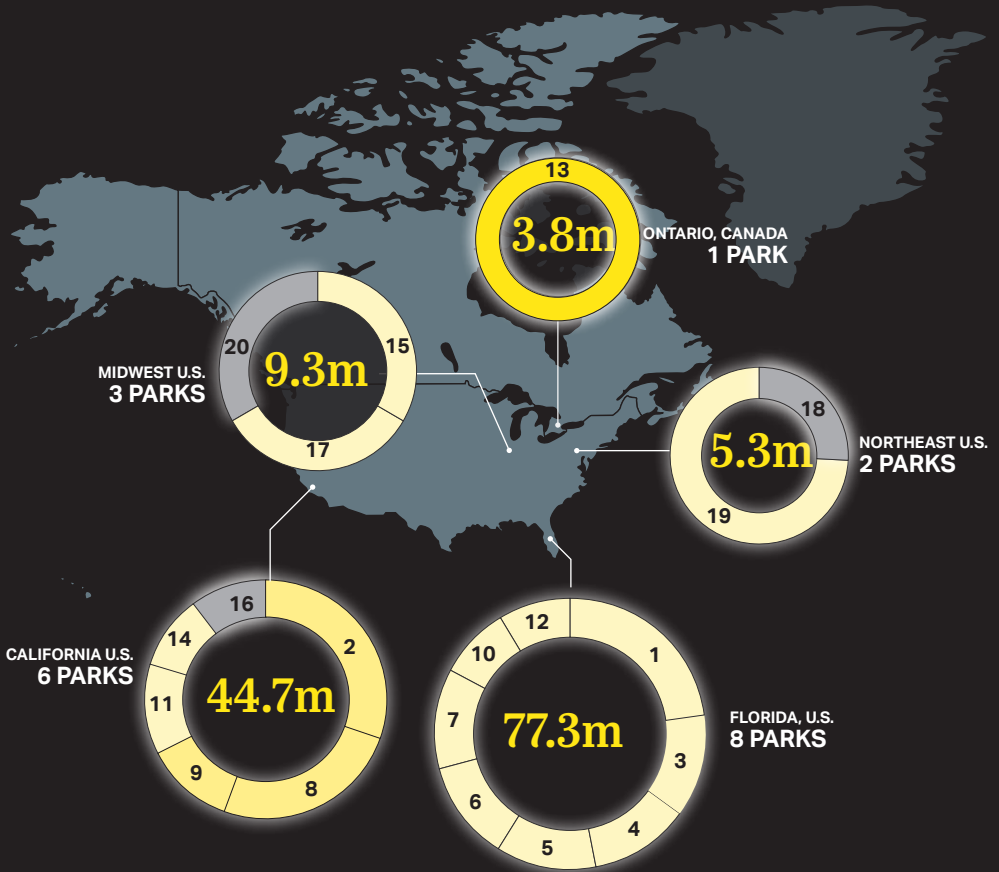 13
3.8m
ONTARIO, CANADA
1 PARK
20
15
9.3m
17
MIDWEST U.S.
3 PARKS
18
5.3m
19
NORTHEAST U.S.
2 PARKS
16
2
14
11
44.7m
9
8
CALIFORNIA U.S.
6 PARKS
12
1
10
7
77.3m
3
6
4
5
FLORIDA, U.S.
8 PARKS